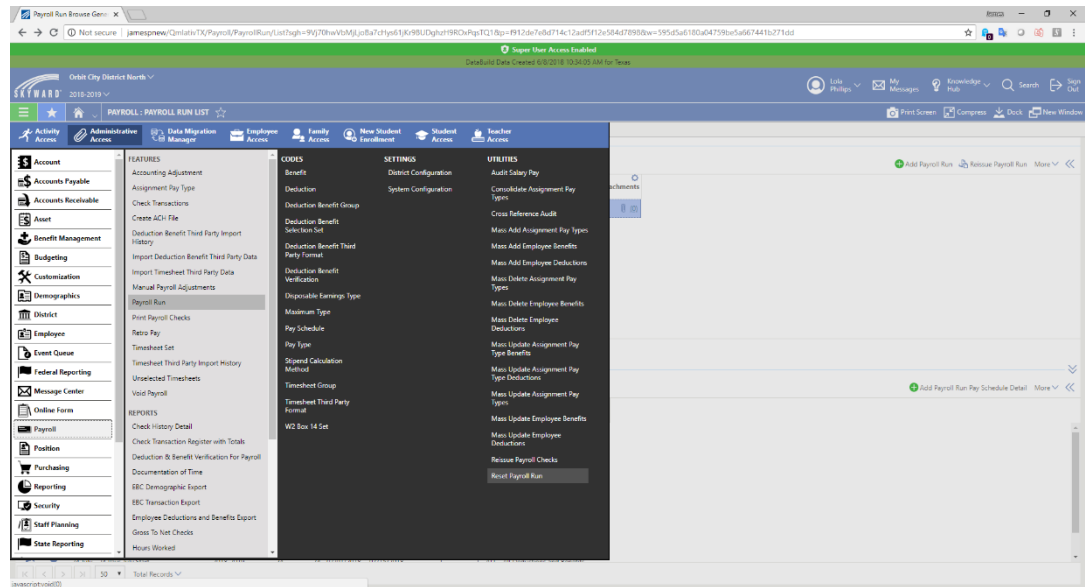 Payroll Run Browse Gene
Not secure
Super User Access Enabled
DataBuild Data Created 6/8/2018 10:34:05 AM for Texas
SKYWARD
Orbit City District North
2018-2019
Lola Phillips
My Messages
Knowledge Hub
Search
Sign Out
PAYROLL : PAYROLL RUN LIST
Print Screen
Compress
Dock
New Window
Activity Access
Administrative Access
Data Migration Manager
Employee Access
Family Access
New Student Enrollment
Student Access
Teacher Access
Account
Accounts Payable
Accounts Receivable
Asset
Benefit Management
Budgeting
Customization
Demographics
District
Employee
Event Queue
Federal Reporting
Message Center
Online Form
Payroll
Position
Purchasing
Reporting
Security
Staff Planning
State Reporting
FEATURES
Accounting Adjustment
Assignment Pay Type
Check Transactions
Create ACH File
Deduction Benefit Third Party Import
History
Import Deduction Benefit Third Party Data
Import Timesheet Third Party Data
Manual Payroll Adjustments
Payroll Run
Print Payroll Checks
Retro Pay
Timesheet Set
Timesheet Third Party Import History
Unselected Timesheets
Void Payroll
REPORTS
Check History Detail
Check Transaction Register with Totals
Deduction & Benefit Verification For Payroll
Documentation of Time
EBC Demographic Export
EBC Transaction Export
Employee Deductions and Benefits Export
Gross To Net Checks
Hours Worked
CODES
Benefit
Deduction
Deduction Benefit Group
Deduction Benefit
Selection Set
Deduction Benefit Third
Party Format
Deduction Benefit
Verification
Disposable Earnings Type
Maximum Type
Pay Schedule
Pay Type
Stipend Calculation
Method
Timesheet Group
Timesheet Third Party
Format
W2 Box 14 Set
SETTINGS
District Configuration
System Configuration
UTILITIES
Audit Salary Pay
Consolidate Assignment Pay
Types
Cross Reference Audit
Mass Add Assignment Pay Types
Mass Add Employee Benefits
Mass Add Employee Deductions
Mass Delete Assignment Pay
Types
Mass Delete Employee Benefits
Mass Delete Employee
Deductions
Mass Update Assignment Pay
Type Benefits
Mass Update Assignment Pay
Type Deductions
Mass Update Assignment Pay
Types
Mass Update Employee Benefits
Mass Update Employee
Deductions
Reissue Payroll Checks
Reset Payroll Run
Add Payroll Run
Reissue Payroll Run
More
Add Payroll Run Pay Schedule Detail
More
50
Total Records